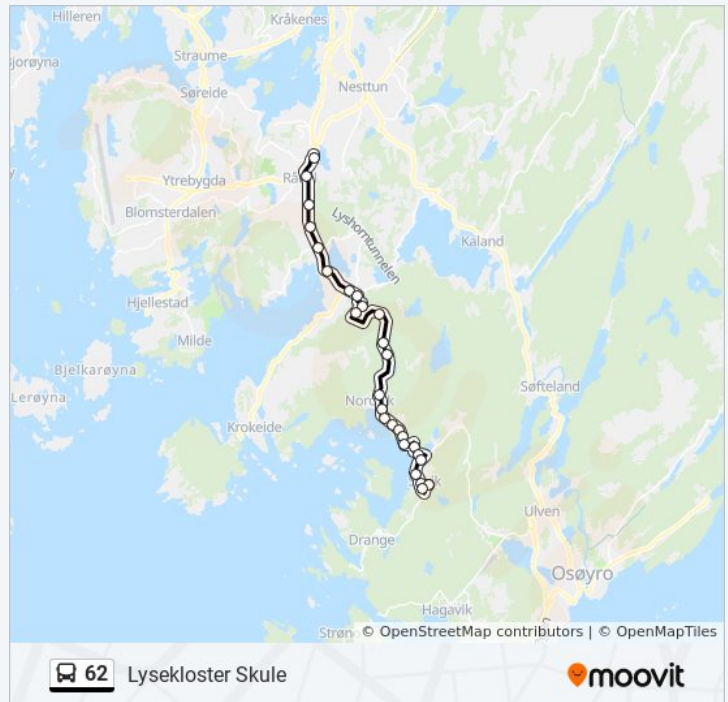 Hilleren
Kråkenes
Straume
Nesttun
Søreide
Ytrebygda
Blomsterdalen
Lyshorntunnelen
Kaland
Hjellestad
Milde
Bjelkarøyna
Lerøyna
Søfteland
Krokeide
Ulven
Drange
Osøyro
Hagavik
© OpenStreetMap contributors | © OpenMapTiles
62 Lysekloster Skule
moovit